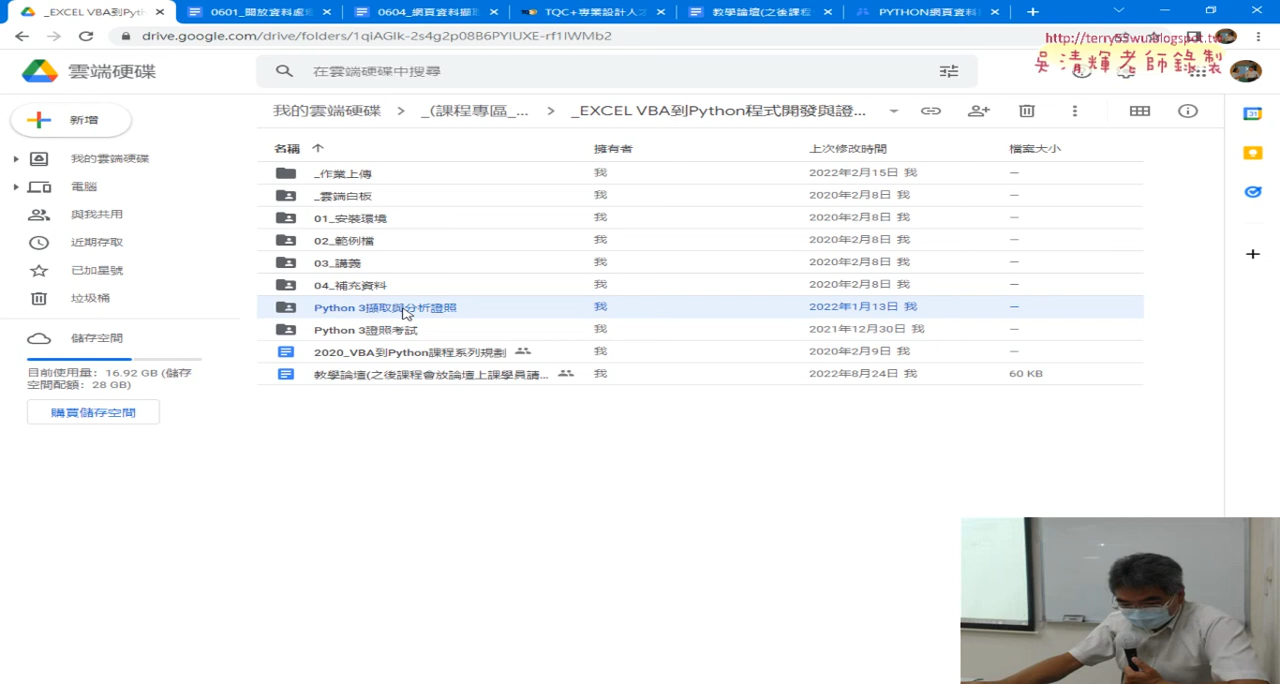 _EXCEL VBA到Pyth
0601_開放資料處
0604_網頁資料擷
TQC+專業設計人才
教學論壇(之後課程
PYTHON網頁資料
drive.google.com/drive/folders/1qiAGIk-2s4g2p08B6PYIUXE-rf1IWMb2
http://terry55wu.blogspot.tw
吳清輝老師錄製
雲端硬碟
在雲端硬碟中搜尋
新增
我的雲端硬碟
電腦
與我共用
近期存取
已加星號
垃圾桶
儲存空間
目前使用量：16.92 GB (儲存
空間配額：28 GB)
購買儲存空間
我的雲端硬碟 > _(課程專區_... > _EXCEL VBA到Python程式開發與證...
名稱 擁有者 上次修改時間 檔案大小
_作業上傳 我 2022年2月15日 我 —
_雲端白板 我 2020年2月8日 我 —
01_安裝環境 我 2020年2月8日 我 —
02_範例檔 我 2020年2月8日 我 —
03_講義 我 2020年2月8日 我 —
04_補充資料 我 2020年2月8日 我 —
Python 3擷取與分析證照 我 2022年1月13日 我 —
Python 3證照考試 我 2021年12月30日 我 —
2020_VBA到Python課程系列規劃 我 2020年2月9日 我 —
教學論壇(之後課程會放論壇上課學員請... 我 2022年8月24日 我 60 KB
31